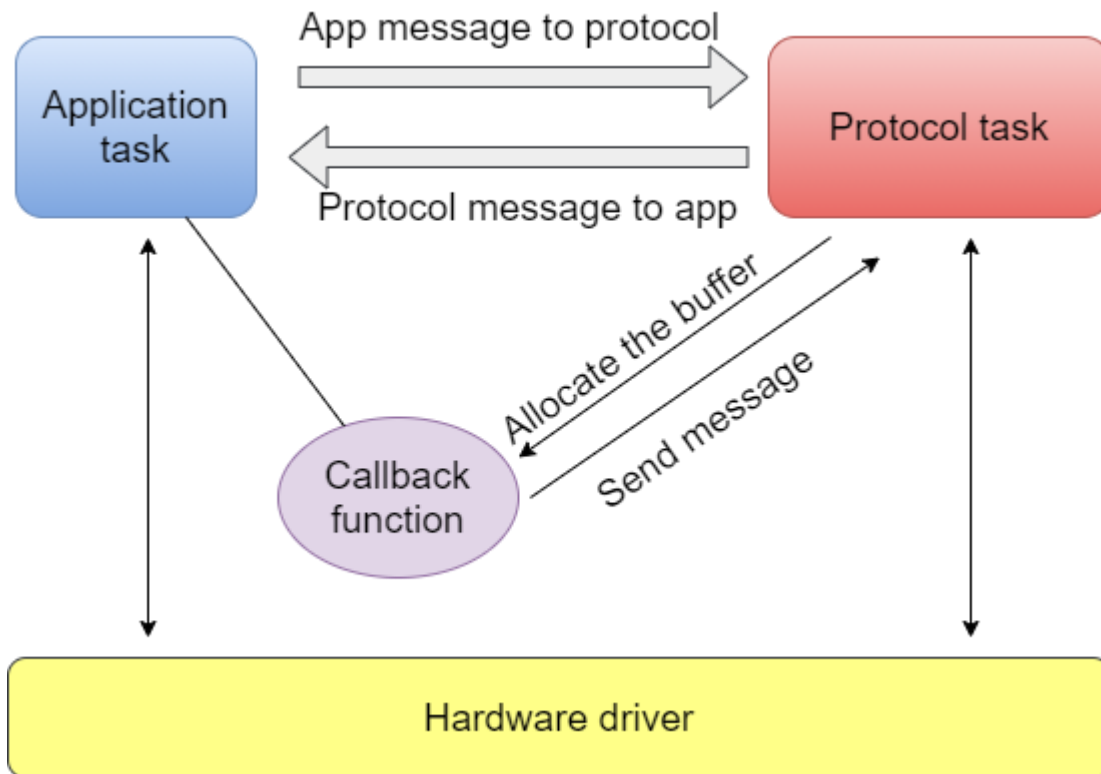 App message to protocol
Application
task
Protocol task
Protocol message to app
Allocate the buffer
Send message
Callback
function
Hardware driver